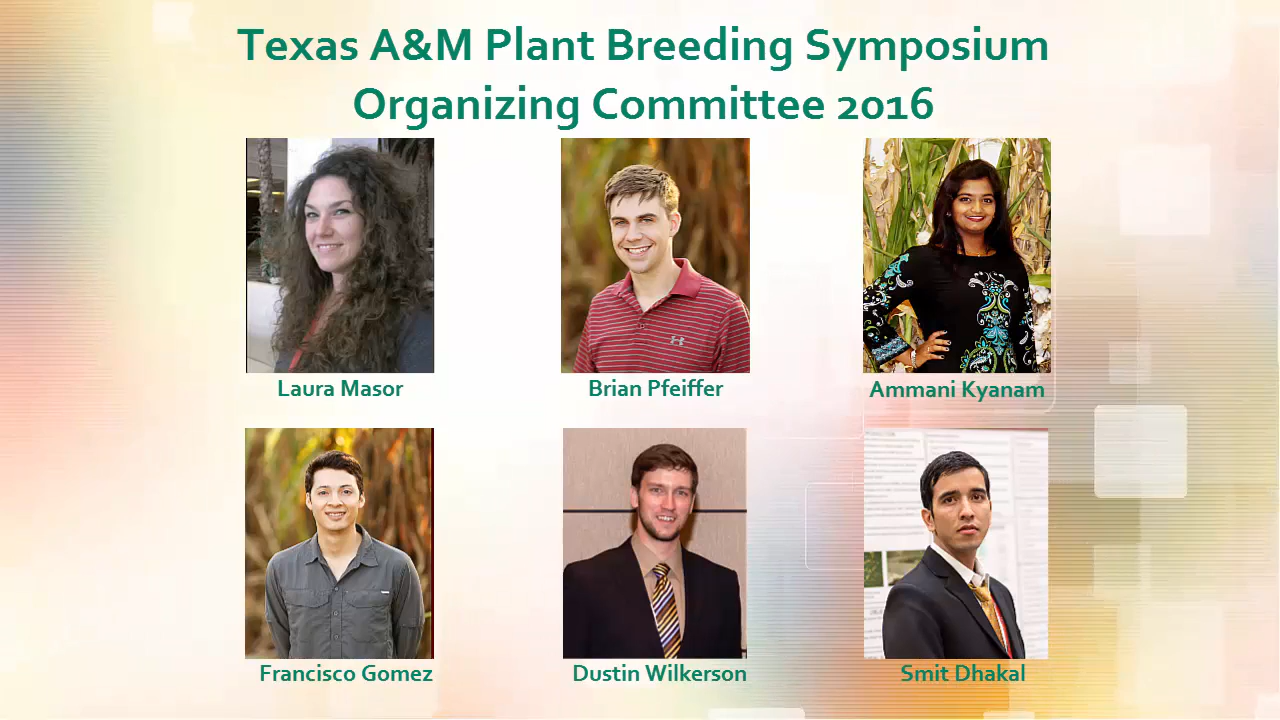 Texas A&M Plant Breeding Symposium
Organizing Committee 2016
Laura Masor
Brian Pfeiffer
Ammani Kyanam
Francisco Gomez
Dustin Wilkerson
Smit Dhakal